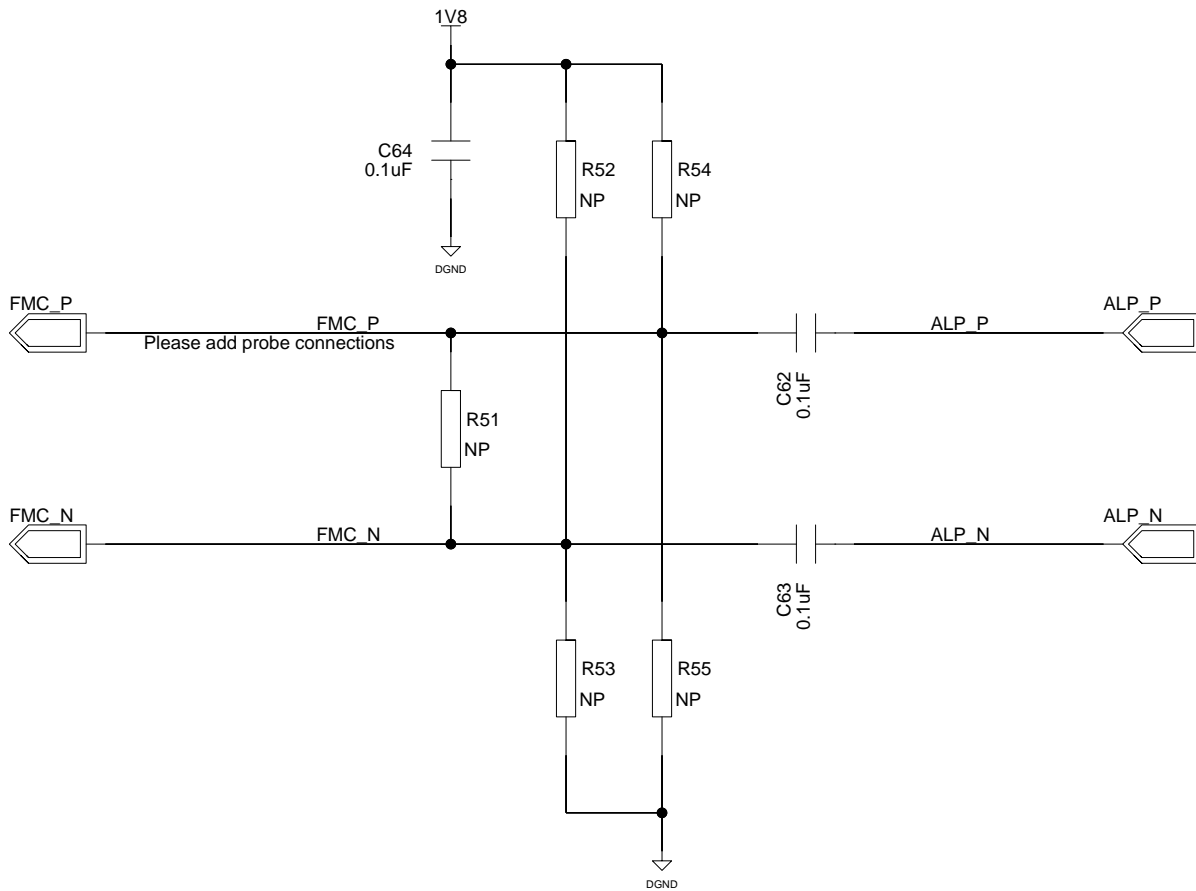 1V8
C64
0.1uF
R52
NP
R54
NP
DGND
FMC_P
FMC_P
Please add probe connections
ALP_P
ALP_P
C62
0.1uF
R51
NP
FMC_N
FMC_N
ALP_N
ALP_N
C63
0.1uF
R53
NP
R55
NP
DGND